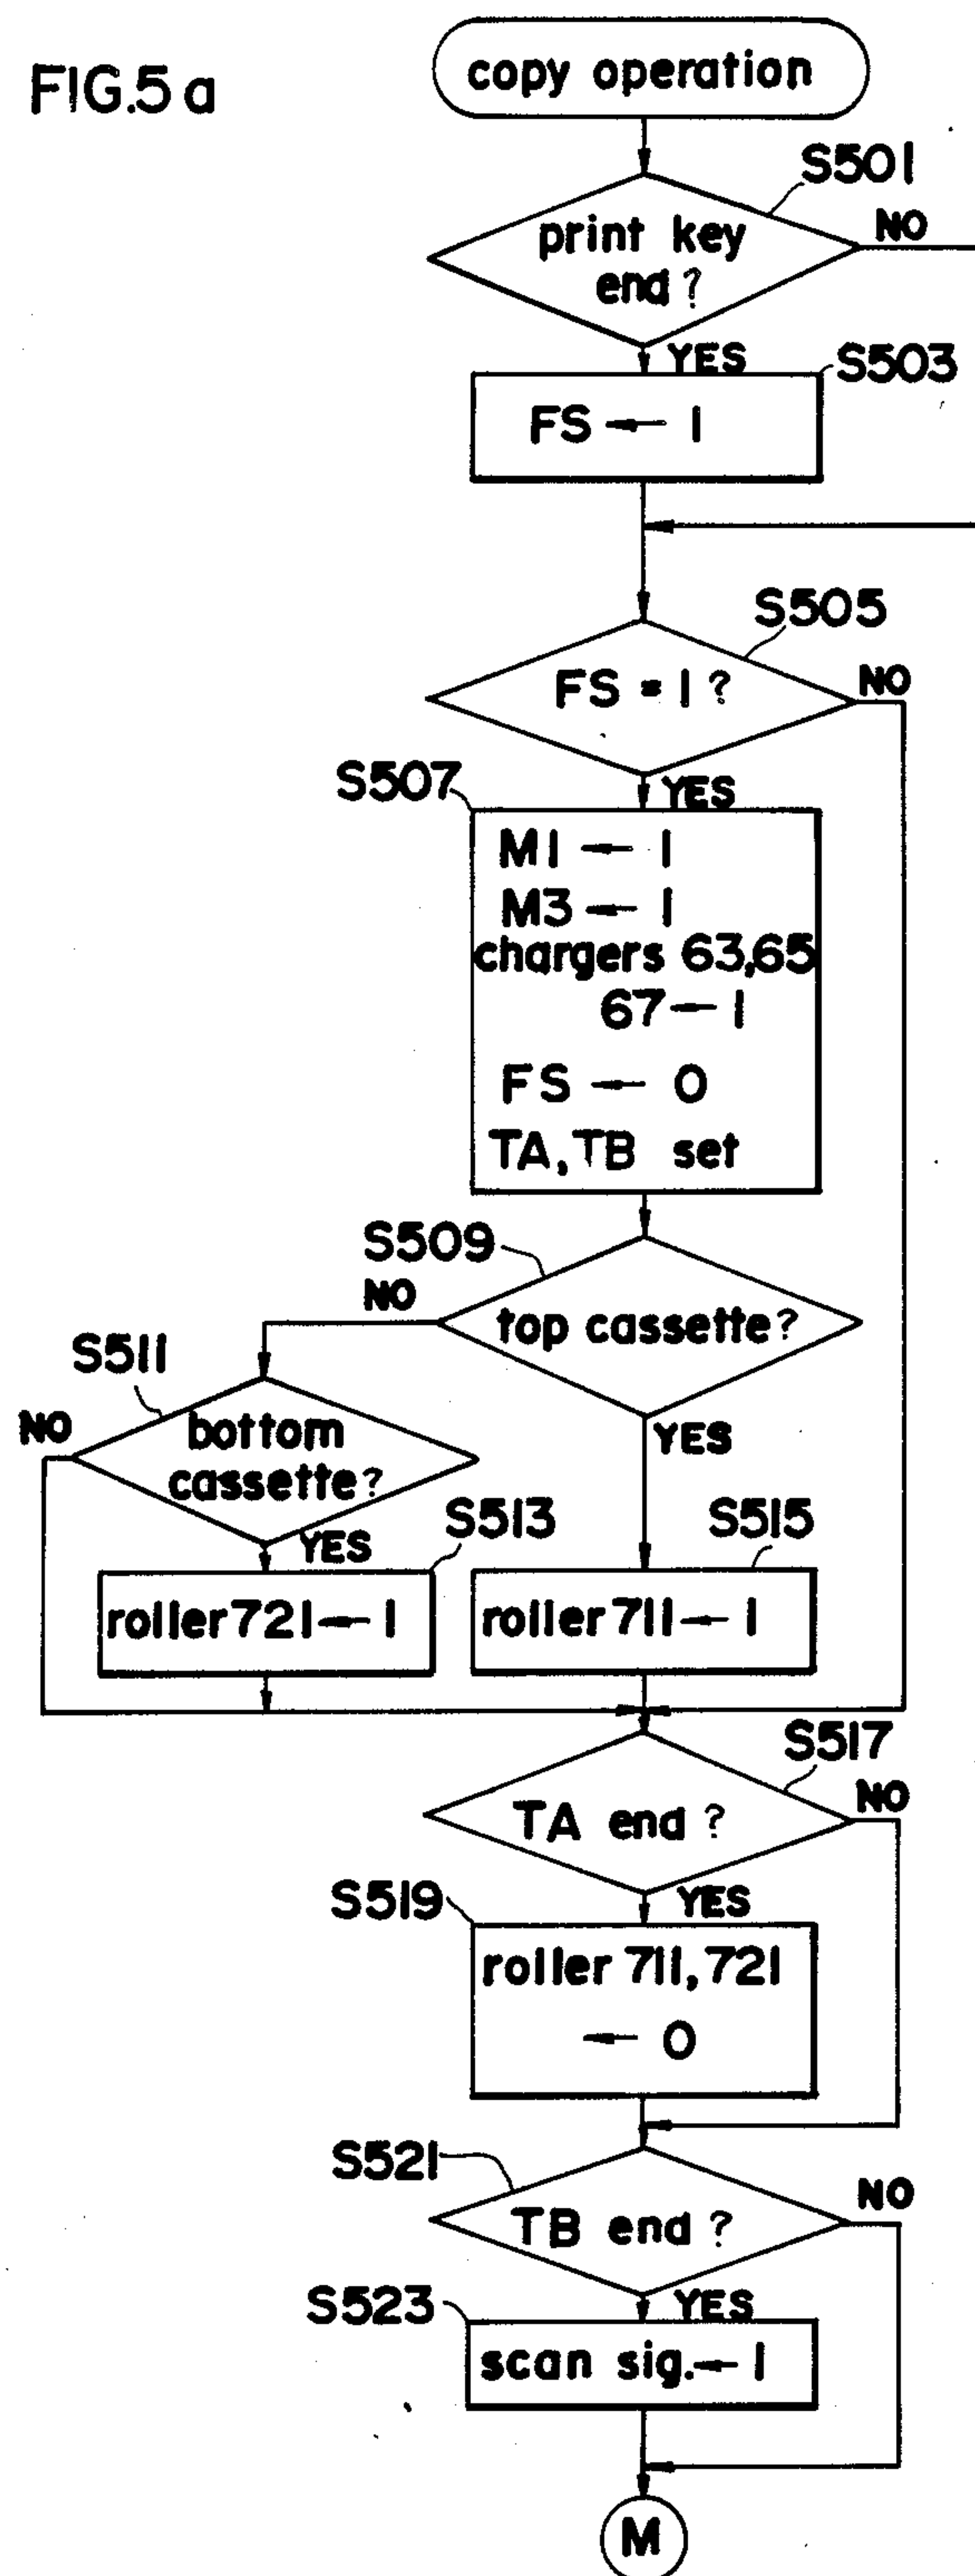 FIG.5a
copy operation
S501
print key
end?
NO
YES
S503
FS ← 1
S505
FS = 1?
NO
YES
S507
M1 ← 1
M3 ← 1
chargers 63,65
67 ← 1
FS ← 0
TA, TB set
S509
top cassette?
NO
YES
S511
bottom
cassette?
NO
YES
S513
roller 721 ← 1
S515
roller 711 ← 1
S517
TA end?
NO
YES
S519
roller 711, 721
← 0
S521
TB end?
NO
YES
S523
scan sig. ← 1
M